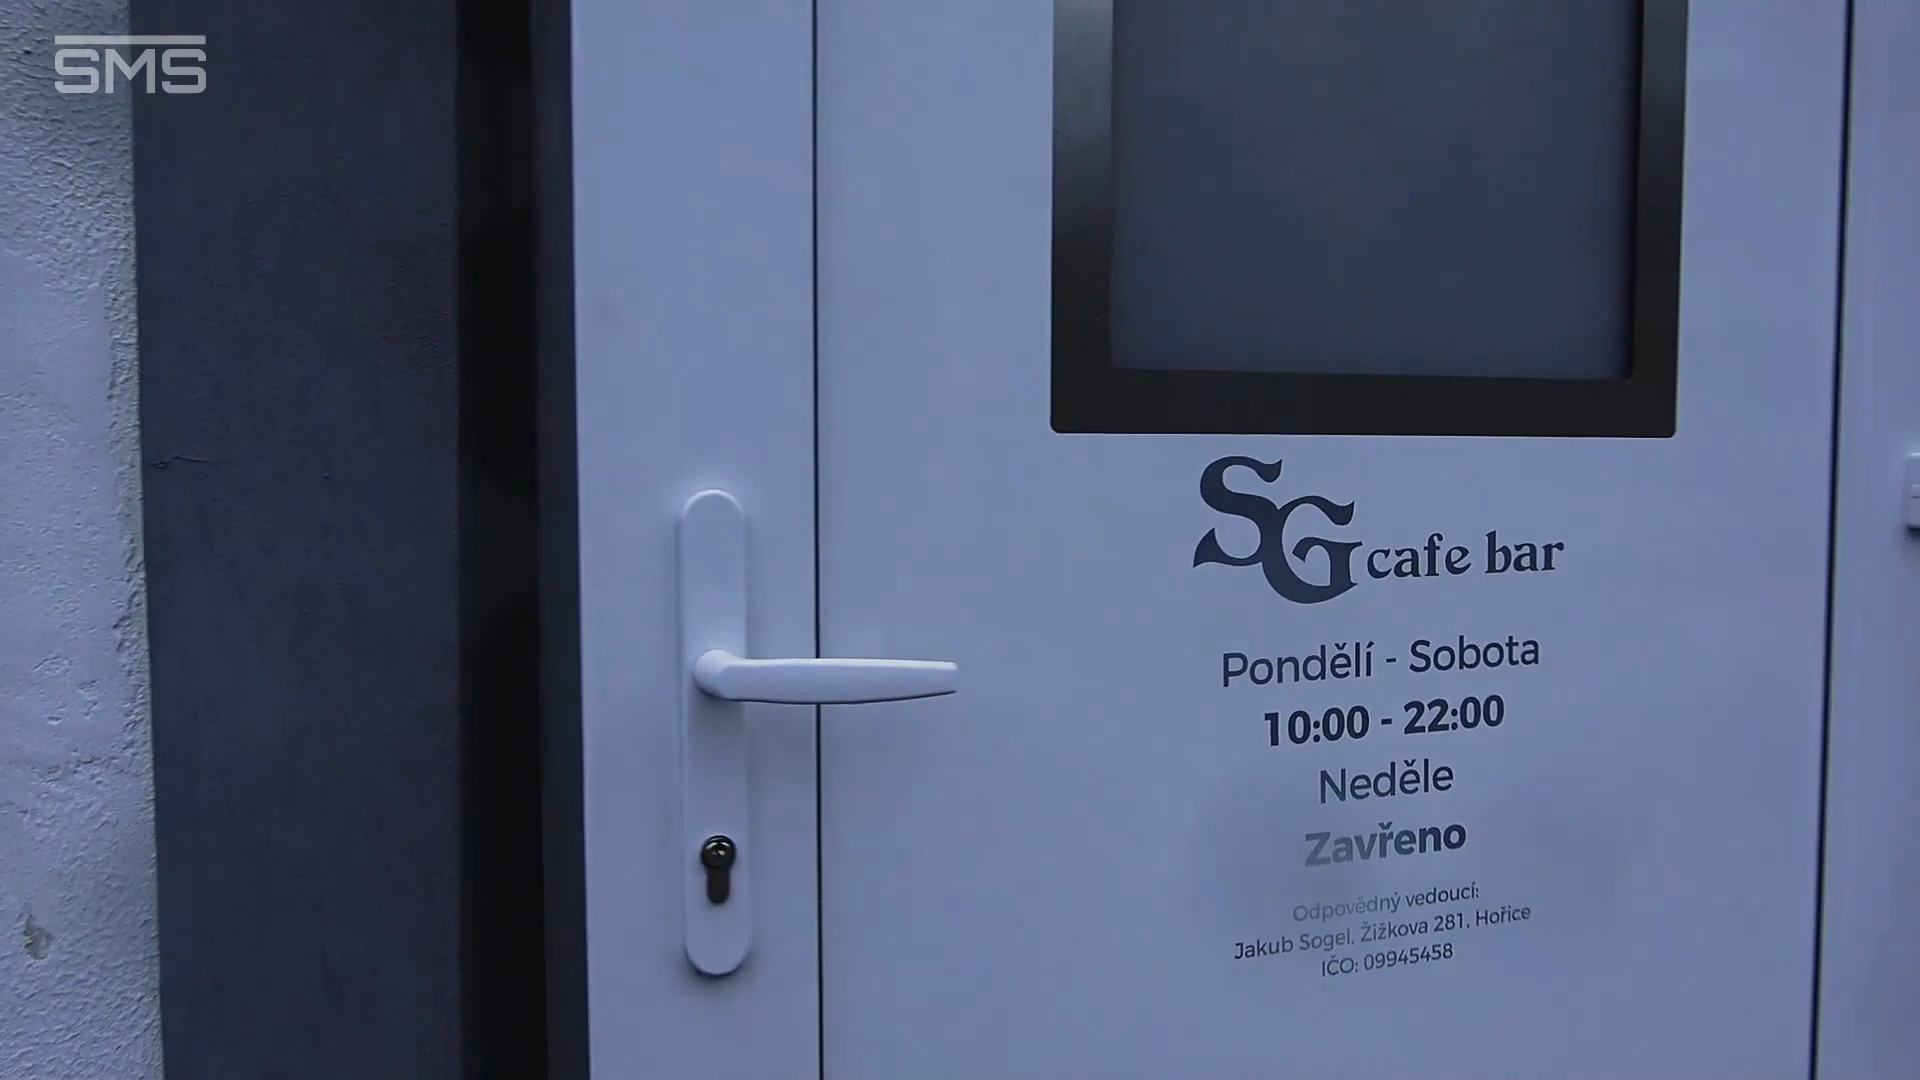 SMS
SG cafe bar
Pondělí - Sobota
10:00 - 22:00
Neděle
Zavřeno
Odpovědný vedoucí:
Jakub Sogel, Žižkova 281, Hořice
IČO: 09945458